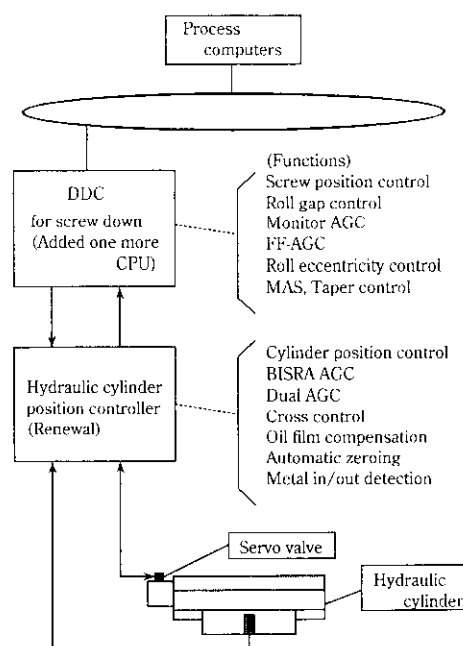 Process
computers
DDC
for screw down
(Added one more
CPU)
(Functions)
Screw position control
Roll gap control
Monitor AGC
FF-AGC
Roll eccentricity control
MAS, Taper control
Hydraulic cylinder
position controller
(Renewal)
Cylinder position control
BISRA AGC
Dual AGC
Cross control
Oil film compensation
Automatic zeroing
Metal in/out detection
Servo valve
Hydraulic
cylinder